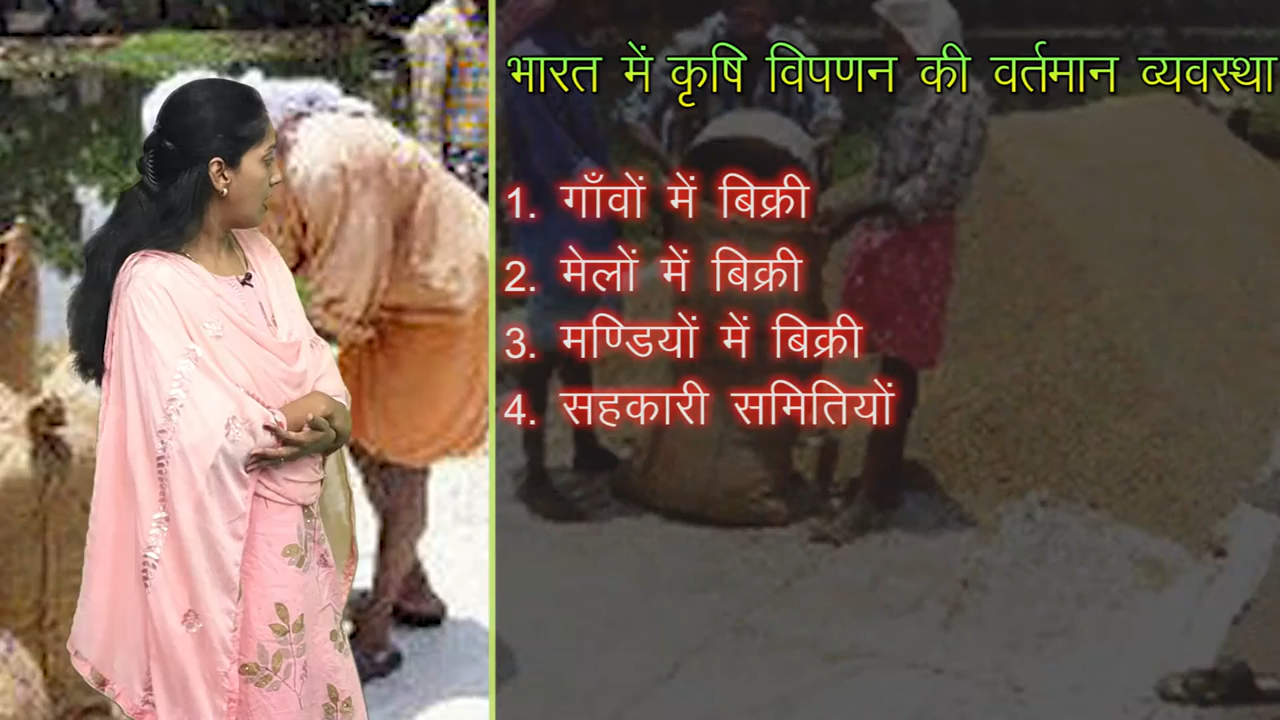 भारत में कृषि विपणन की वर्तमान व्यवस्था
1. गाँवों में बिक्री
2. मेलों में बिक्री
3. मण्डियों में बिक्री
4. सहकारी समितियों